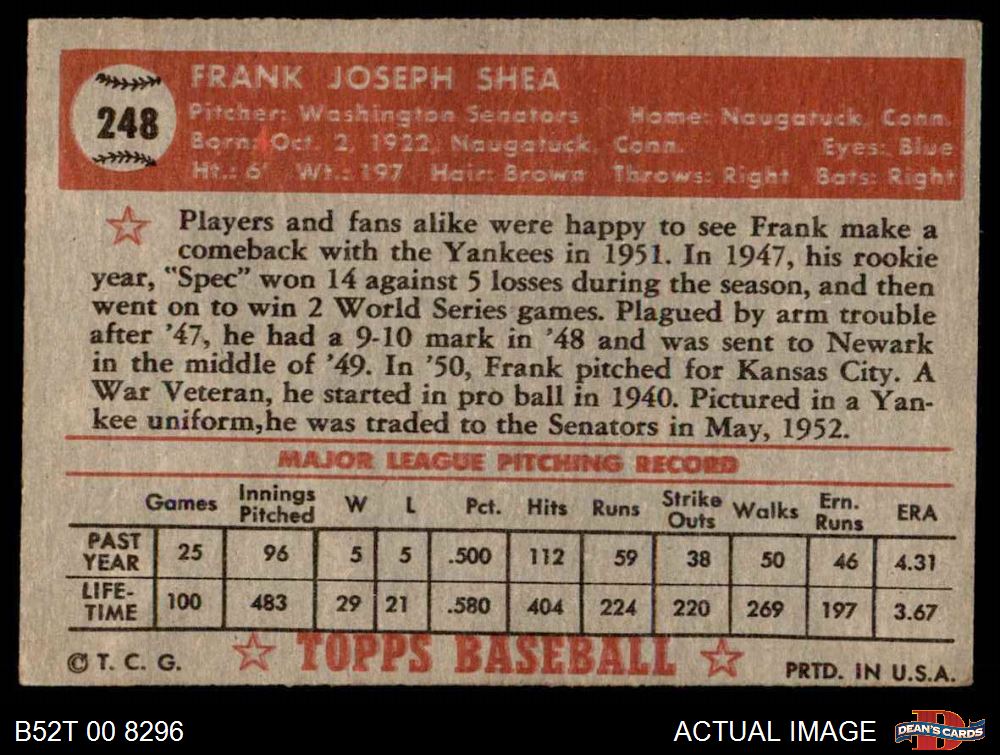 FRANK JOSEPH SHEA
248
Pitcher: Washington Senators Home: Naugatuck, Conn.
Born: Oct. 2, 1922, Naugatuck, Conn. Eyes: Blue
Ht.: 6' Wt.: 197 Hair: Brown Throws: Right Bats: Right
Players and fans alike were happy to see Frank make a
comeback with the Yankees in 1951. In 1947, his rookie
year, "Spec" won 14 against 5 losses during the season, and then
went on to win 2 World Series games. Plagued by arm trouble
after '47, he had a 9-10 mark in '48 and was sent to Newark
in the middle of '49. In '50, Frank pitched for Kansas City. A
War Veteran, he started in pro ball in 1940. Pictured in a Yan-
kee uniform,he was traded to the Senators in May, 1952.
MAJOR LEAGUE PITCHING RECORD
Games Innings Pitched W L Pct. Hits Runs Strike Outs Walks Ern. Runs ERA
PAST YEAR 25 96 5 5 .500 112 59 38 50 46 4.31
LIFE-TIME 100 483 29 21 .580 404 224 220 269 197 3.67
© T. C. G. TOPPS BASEBALL PRTD. IN U.S.A.
B52T 00 8296 ACTUAL IMAGE DEAN'S CARDS